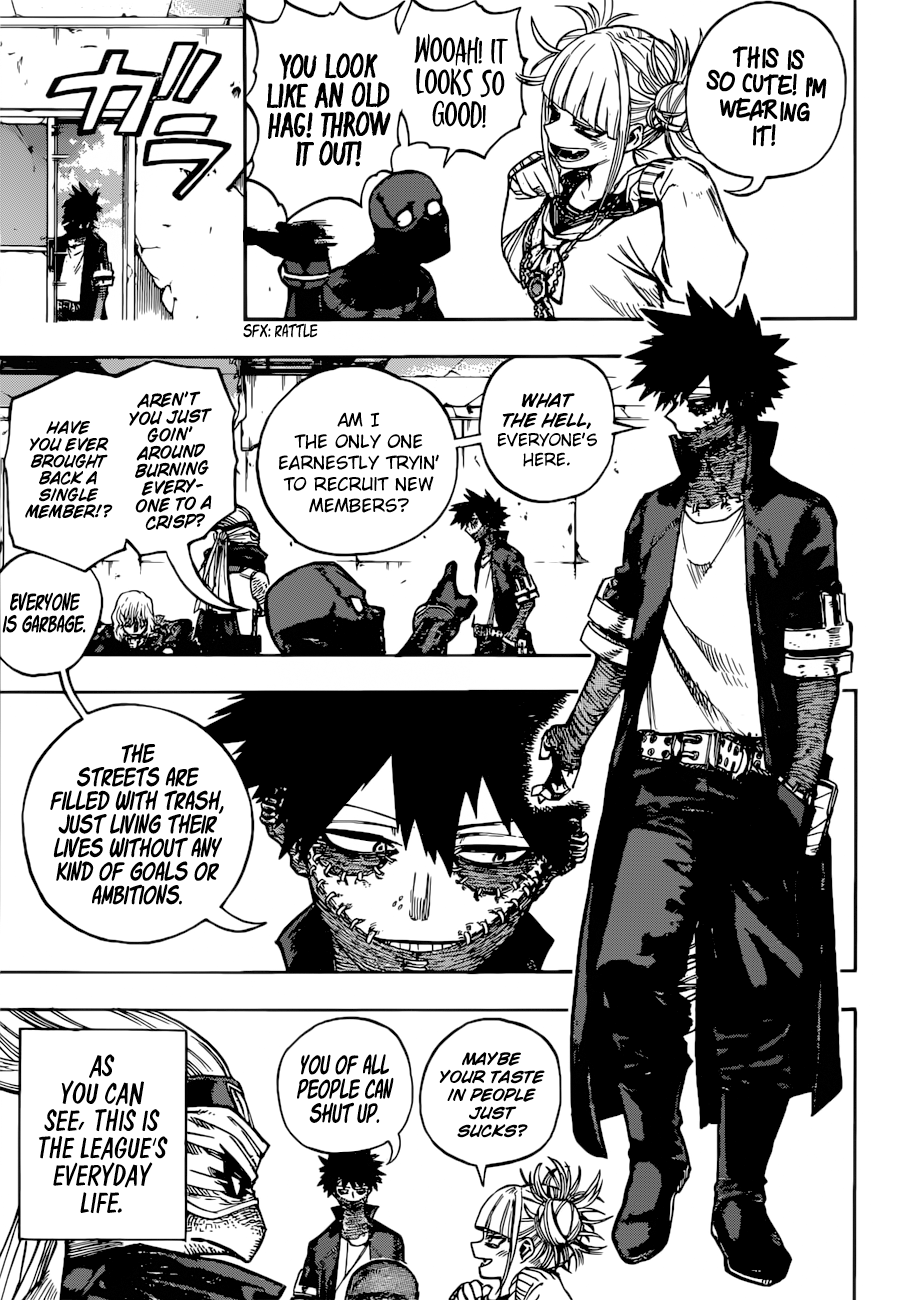 THIS IS
SO CUTE! I'M
WEARING
IT!
WOOAH! IT
LOOKS SO
GOOD!
YOU LOOK
LIKE AN OLD
HAG! THROW
IT OUT!
ガラッ
SFX: RATTLE
WHAT
THE HELL,
EVERYONE'S
HERE.
AM I
THE ONLY ONE
EARNESTLY TRYIN'
TO RECRUIT NEW
MEMBERS?
AREN'T
YOU JUST
GOIN'
AROUND
BURNING
EVERY-
ONE TO A
CRISP?
HAVE
YOU EVER
BROUGHT
BACK A
SINGLE
MEMBER!?
EVERYONE
IS GARBAGE.
THE
STREETS ARE
FILLED WITH TRASH,
JUST LIVING THEIR
LIVES WITHOUT ANY
KIND OF GOALS OR
AMBITIONS.
MAYBE
YOUR TASTE
IN PEOPLE
JUST
SUCKS?
YOU OF ALL
PEOPLE CAN
SHUT UP.
AS
YOU CAN
SEE, THIS IS
THE LEAGUE'S
EVERYDAY
LIFE.